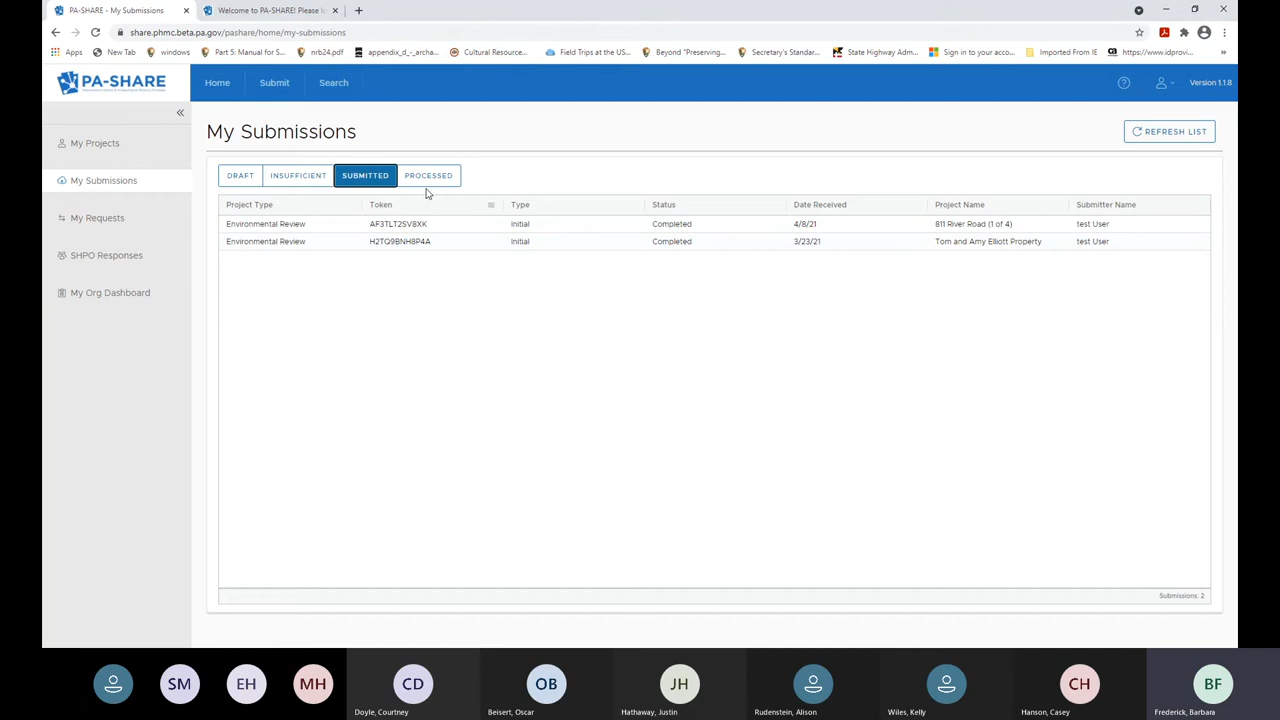 PA-SHARE - My Submissions
Welcome to PA-SHARE! Please l
share.phmc.beta.pa.gov/pashare/home/my-submissions
Apps
New Tab
windows
Part 5: Manual for S...
nrb24.pdf
appendix_d_-_archa...
Cultural Resource...
Field Trips at the US...
Beyond "Preserving...
Secretary's Standar...
State Highway Adm...
Sign in to your acco...
Imported From IE
https://www.idprovi...
PA-SHARE
Home
Submit
Search
Version 1.1.8
My Projects
My Submissions
My Requests
SHPO Responses
My Org Dashboard
My Submissions
REFRESH LIST
DRAFT
INSUFFICIENT
SUBMITTED
PROCESSED
Project Type Token Type Status Date Received Project Name Submitter Name
Environmental Review AF3TLT2SV8XK Initial Completed 4/8/21 811 River Road (1 of 4) test User
Environmental Review H2TQ9BNH8P4A Initial Completed 3/23/21 Tom and Amy Elliott Property test User
Submissions: 2
SM
EH
MH
CD
OB
JH
CH
BF
Doyle, Courtney
Beisert, Oscar
Hathaway, Justin
Rudenstein, Alison
Wiles, Kelly
Hanson, Casey
Frederick, Barbara